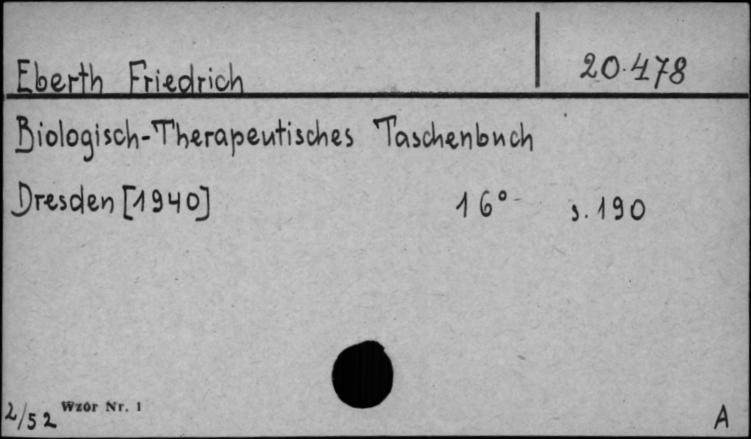 Eberth Friedrich 20.478
Biologisch-Therapeutisches Taschenbuch
Dresden [1940] 16° s. 190
2/52 Wzór Nr. 1 A